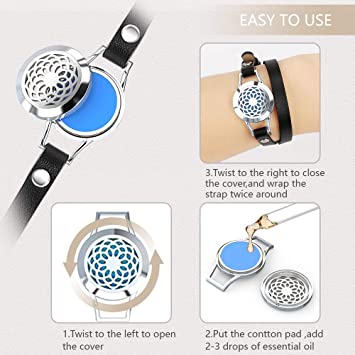 EASY TO USE
3.Twist to the right to close
the cover,and wrap the
strap twice around
1.Twist to the left to open
the cover
2.Put the contton pad ,add
2-3 drops of essential oil